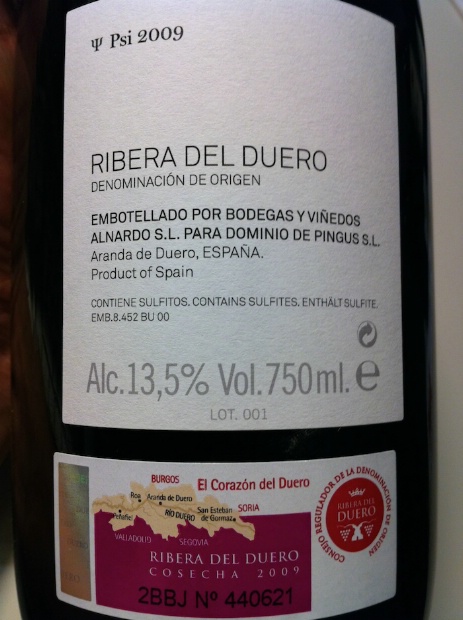 Ψ Psi 2009
RIBERA DEL DUERO
DENOMINACIÓN DE ORIGEN
EMBOTELLADO POR BODEGAS Y VIÑEDOS
ALNARDO S.L. PARA DOMINIO DE PINGUS S.L.
Aranda de Duero, ESPAÑA.
Product of Spain
CONTIENE SULFITOS. CONTAINS SULFITES. ENTHÄLT SULFITE.
EMB.8.452 BU 00
Alc.13,5% Vol.750ml. e
LOT. 001
BURGOS
El Corazón del Duero
Roa
Aranda de Duero
SORIA
Peñafiel
RÍO DUERO
San Esteban
de Gormaz
VALLADOLID
SEGOVIA
RIBERA DEL DUERO
COSECHA 2009
2BBJ Nº 440621
CONSEJO REGULADOR DE LA DENOMINACIÓN DE ORIGEN
RIBERA DEL
DUERO